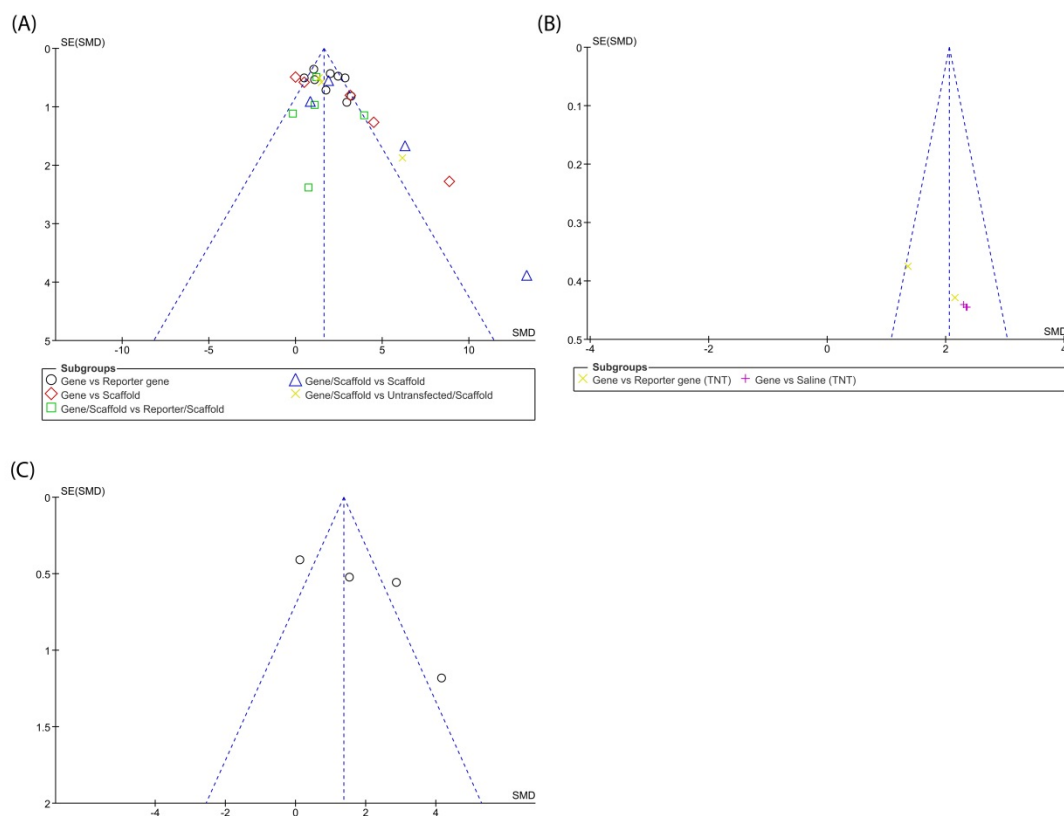 (A)
SE(SMD)
0
1
2
3
4
5
-10
-5
0
5
10
SMD
Subgroups
Gene vs Reporter gene
Gene/Scaffold vs Scaffold
Gene vs Scaffold
Gene/Scaffold vs Untransfected/Scaffold
Gene/Scaffold vs Reporter/Scaffold
(B)
SE(SMD)
0
0.1
0.2
0.3
0.4
0.5
-4
-2
0
2
4
SMD
Subgroups
Gene vs Reporter gene (TNT) Gene vs Saline (TNT)
(C)
SE(SMD)
0
0.5
1
1.5
2
-4
-2
0
2
4
SMD